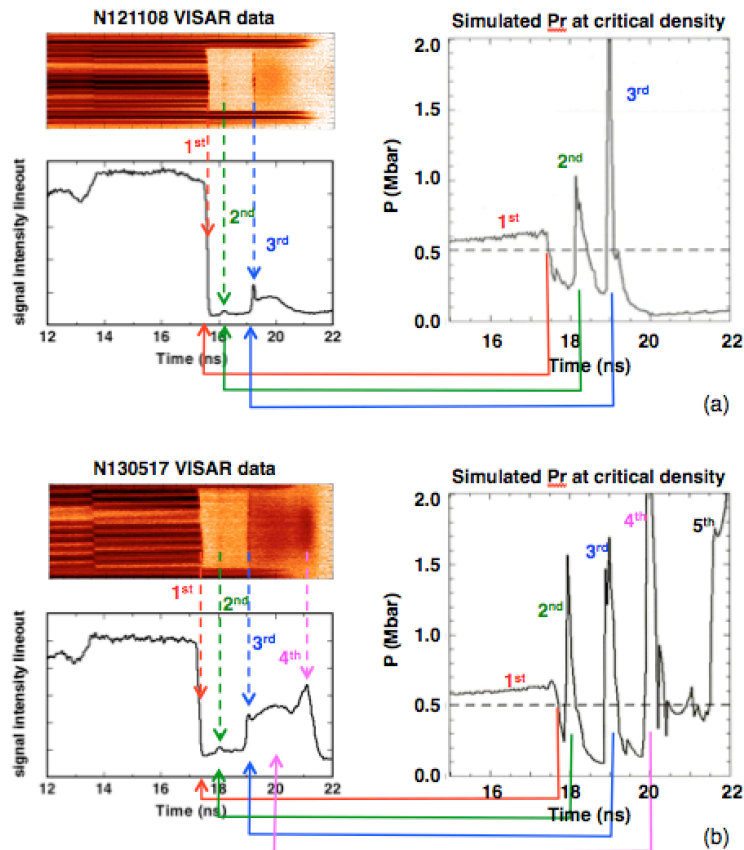 N121108 VISAR data
1st
signal intensity lineout
2nd
3rd
12 14 16 18 20 22
Time (ns)
Simulated Pr at critical density
2.0
1.5
1.0
0.5
0.0
P (Mbar)
3rd
2nd
1st
16 18 20 22
Time (ns)
(a)
N130517 VISAR data
1st
signal intensity lineout
2nd
3rd
4th
12 14 16 18 20 22
Time (ns)
Simulated Pr at critical density
2.0
1.5
1.0
0.5
0.0
P (Mbar)
4th
5th
3rd
2nd
1st
16 18 20 22
Time (ns)
(b)